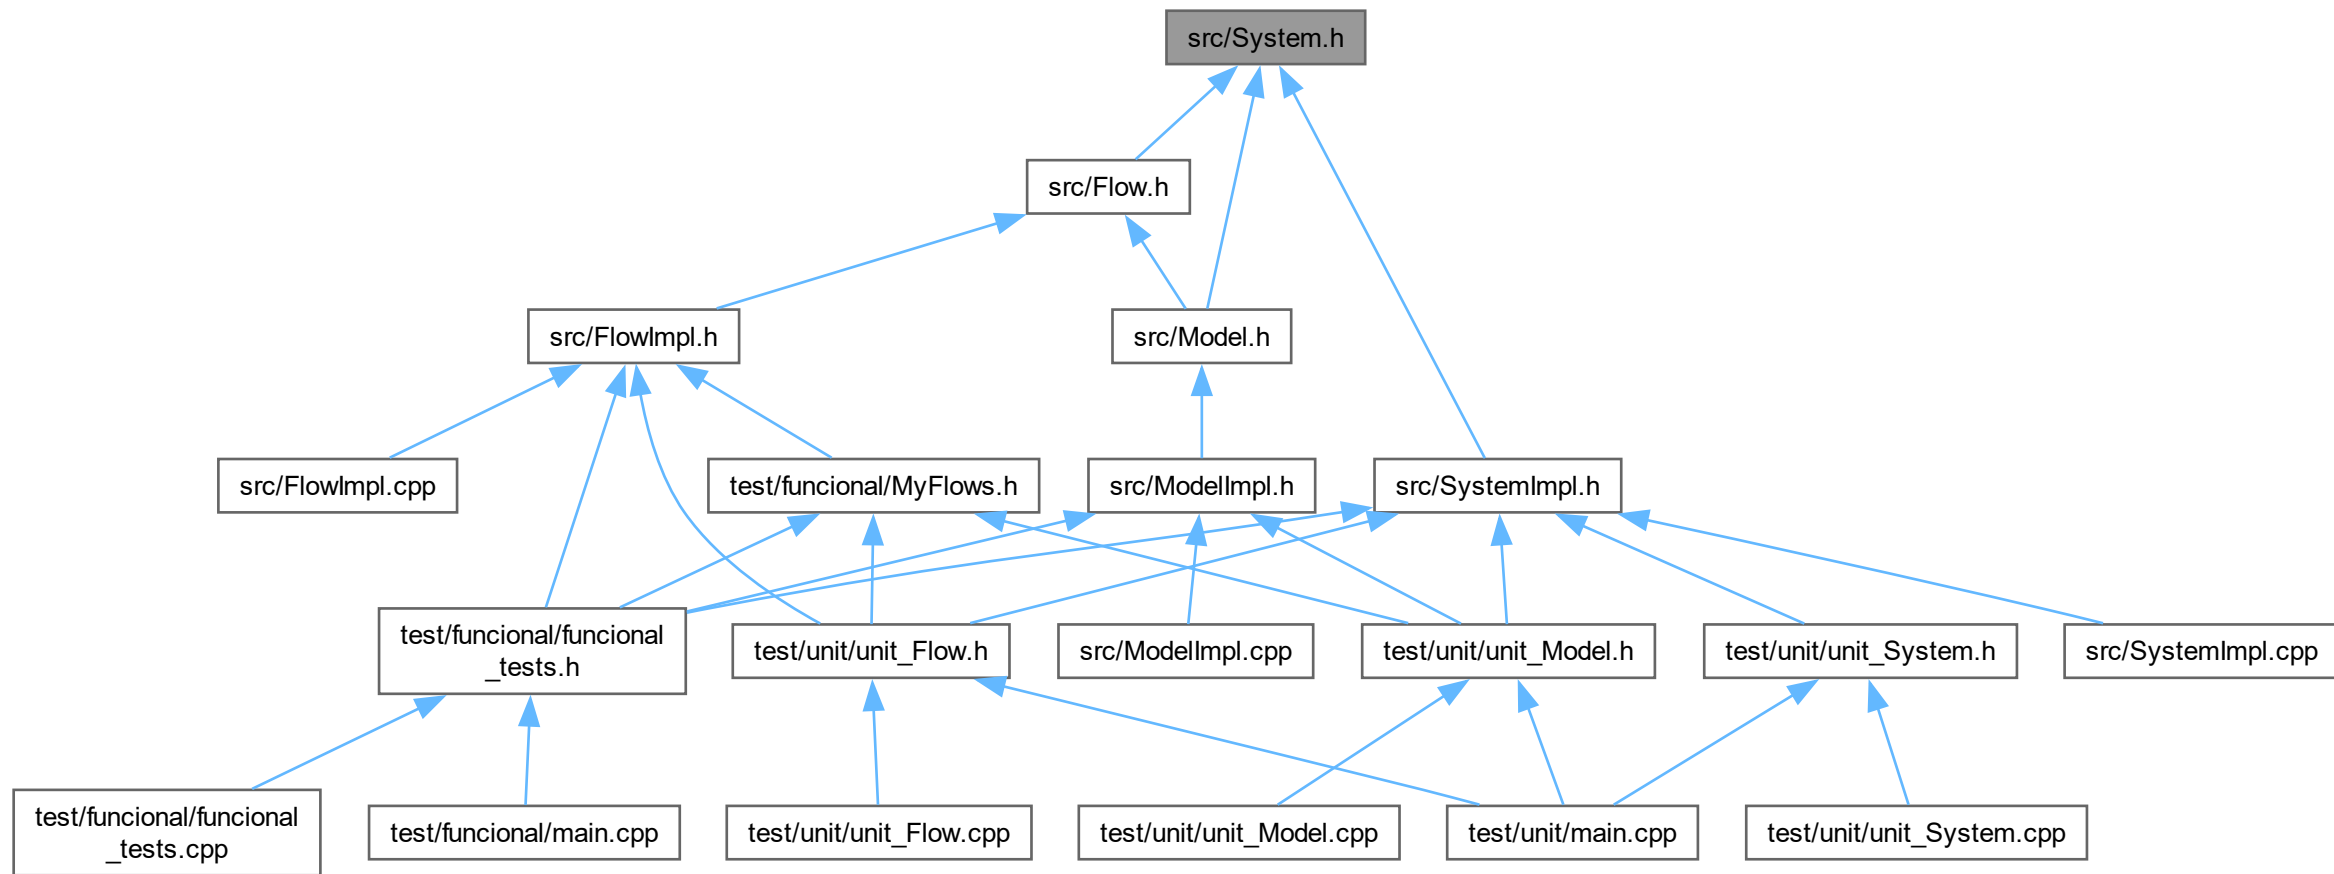 src/System.h
src/Flow.h
src/FlowImpl.h
src/Model.h
src/FlowImpl.cpp
test/funcional/MyFlows.h
src/ModelImpl.h
src/SystemImpl.h
test/funcional/funcional
_tests.h
test/unit/unit_Flow.h
src/ModelImpl.cpp
test/unit/unit_Model.h
test/unit/unit_System.h
src/SystemImpl.cpp
test/funcional/funcional
_tests.cpp
test/funcional/main.cpp
test/unit/unit_Flow.cpp
test/unit/unit_Model.cpp
test/unit/main.cpp
test/unit/unit_System.cpp